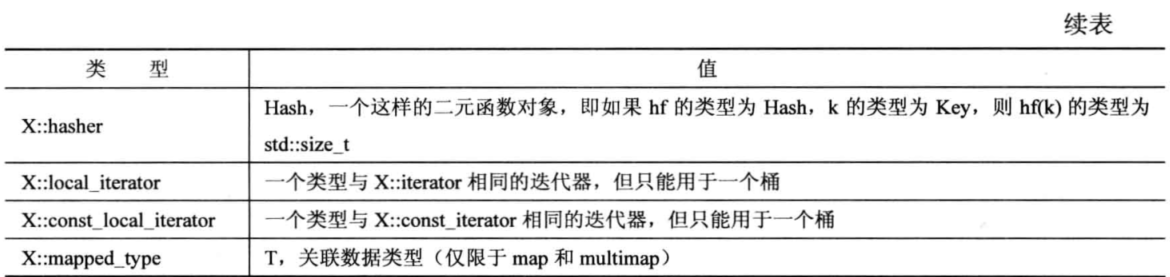 续表
类 型 值
X::hasher Hash，一个这样的二元函数对象，即如果 hf 的类型为 Hash，k 的类型为 Key，则 hf(k) 的类型为
std::size_t
X::local_iterator 一个类型与 X::iterator 相同的迭代器，但只能用于一个桶
X::const_local_iterator 一个类型与 X::const_iterator 相同的迭代器，但只能用于一个桶
X::mapped_type T，关联数据类型（仅限于 map 和 multimap）